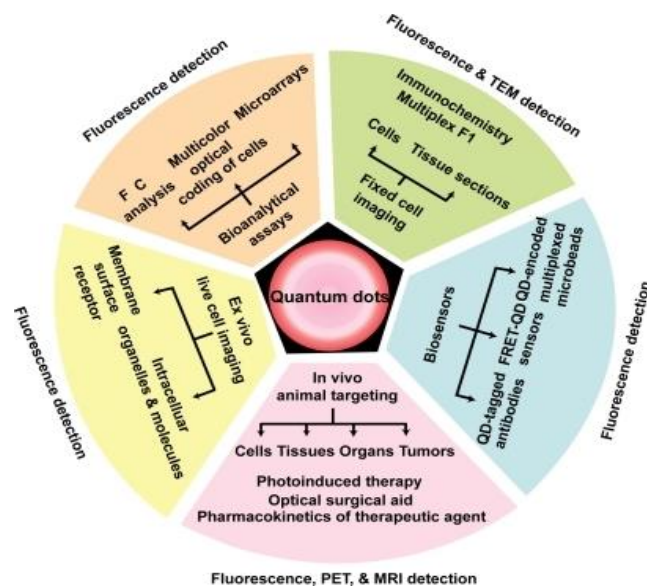 Fluorescence detection
F C
analysis
Multicolor
optical
coding of cells
Microarrays
Bioanalytical
assays
Fluorescence & TEM detection
Immunochemistry
Multiplex F1
Cells
Tissue sections
Fixed cell
imaging
Quantum dots
Fluorescence detection
Biosensors
QD-encoded
multiplexed
microbeads
FRET-QD
sensors
QD-tagged
antibodies
In vivo
animal targeting
Cells Tissues Organs Tumors
Photoinduced therapy
Optical surgical aid
Pharmacokinetics of therapeutic agent
Fluorescence, PET, & MRI detection
Fluorescence detection
Ex vivo
live cell imaging
Membrane
surface
receptor
Intracelluar
organelles & molecules